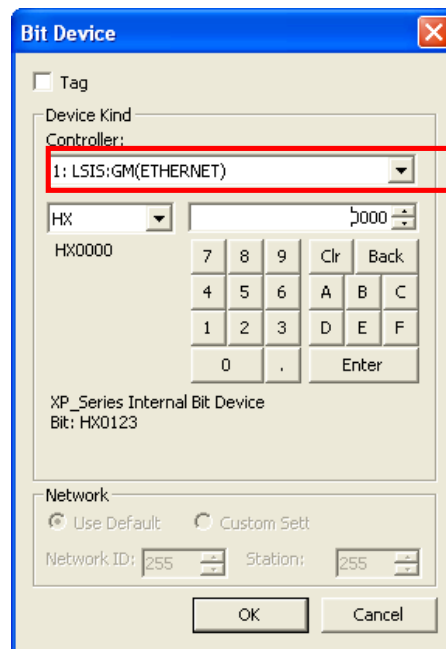 Bit Device
Tag
Device Kind
Controller:
1: LSIS:GM(ETHERNET)
HX 0000
HX0000
7 8 9 Clr Back
4 5 6 A B C
1 2 3 D E F
0 . Enter
XP_Series Internal Bit Device
Bit: HX0123
Network
Use Default Custom Sett
Network ID: 255 Station: 255
OK Cancel